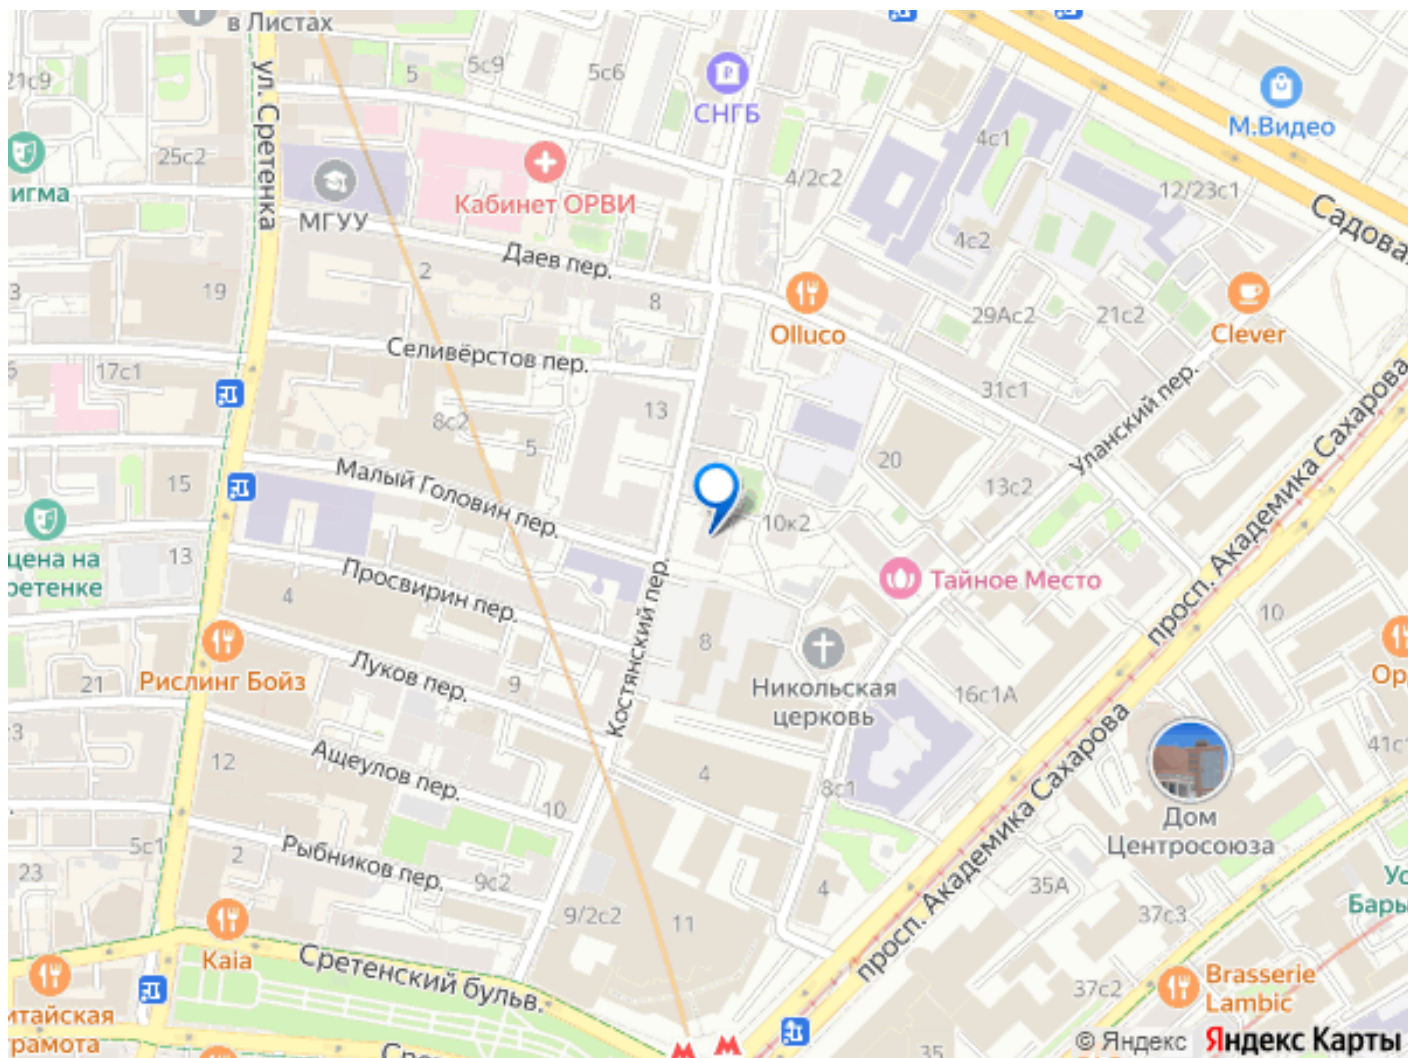 в Листах
5
5с9
5с6
21с9
СНГБ
М.Видео
ул. Сретенка
25с2
4с1
игма
МГУУ
Кабинет ОРВИ
4/2с2
12/23с1
Садовая
4с2
Даев пер.
2
8
3
19
Olluco
29Ас2
21с2
Clever
Селивёрстов пер.
17с1
31с1
13
8с2
5
Уланский пер.
просп. Академика Сахарова
15
Малый Головин пер.
20
13с2
10к2
цена на
ретенке
13
4
Просвирин пер.
Тайное Место
Костянский пер.
10
8
Рислинг Бойз
21
Луков пер.
9
Никольская
церковь
16с1А
Ор
12
Ащеулов пер.
4
10
8с1
просп. Академика Сахарова
41с1
Дом
Центросоюза
5с1
2
23
Рыбников пер.
9с2
9/2с2
11
4
35А
37с3
Ус
Бары
Kaia
Сретенский бульв.
Brasserie
Lambic
37с2
итайская
рамота
Сре
35
© Яндекс Яндекс Карты